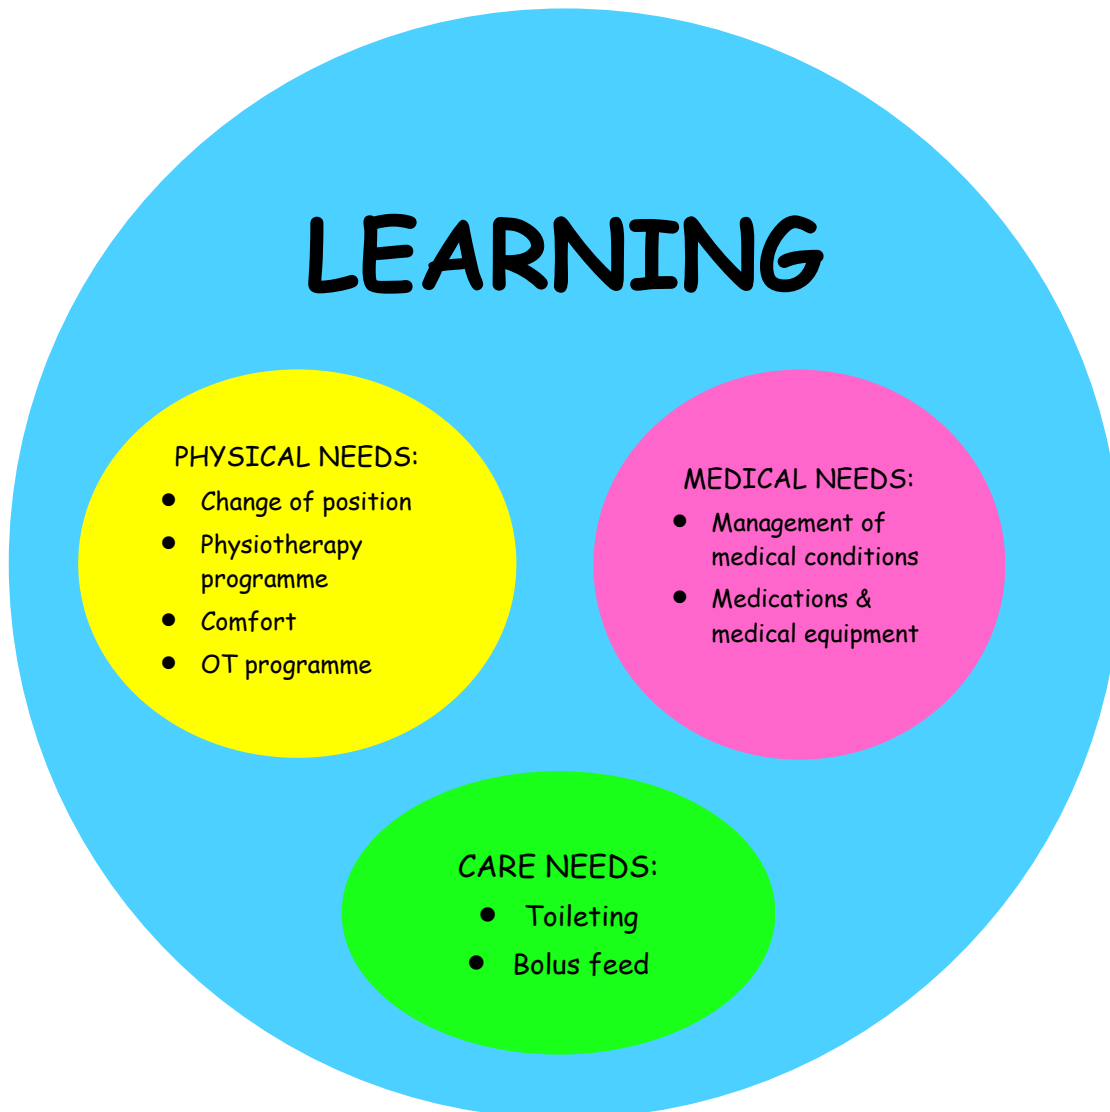 LEARNING
PHYSICAL NEEDS:
● Change of position
● Physiotherapy
programme
● Comfort
● OT programme
MEDICAL NEEDS:
● Management of
medical conditions
● Medications &
medical equipment
CARE NEEDS:
● Toileting
● Bolus feed